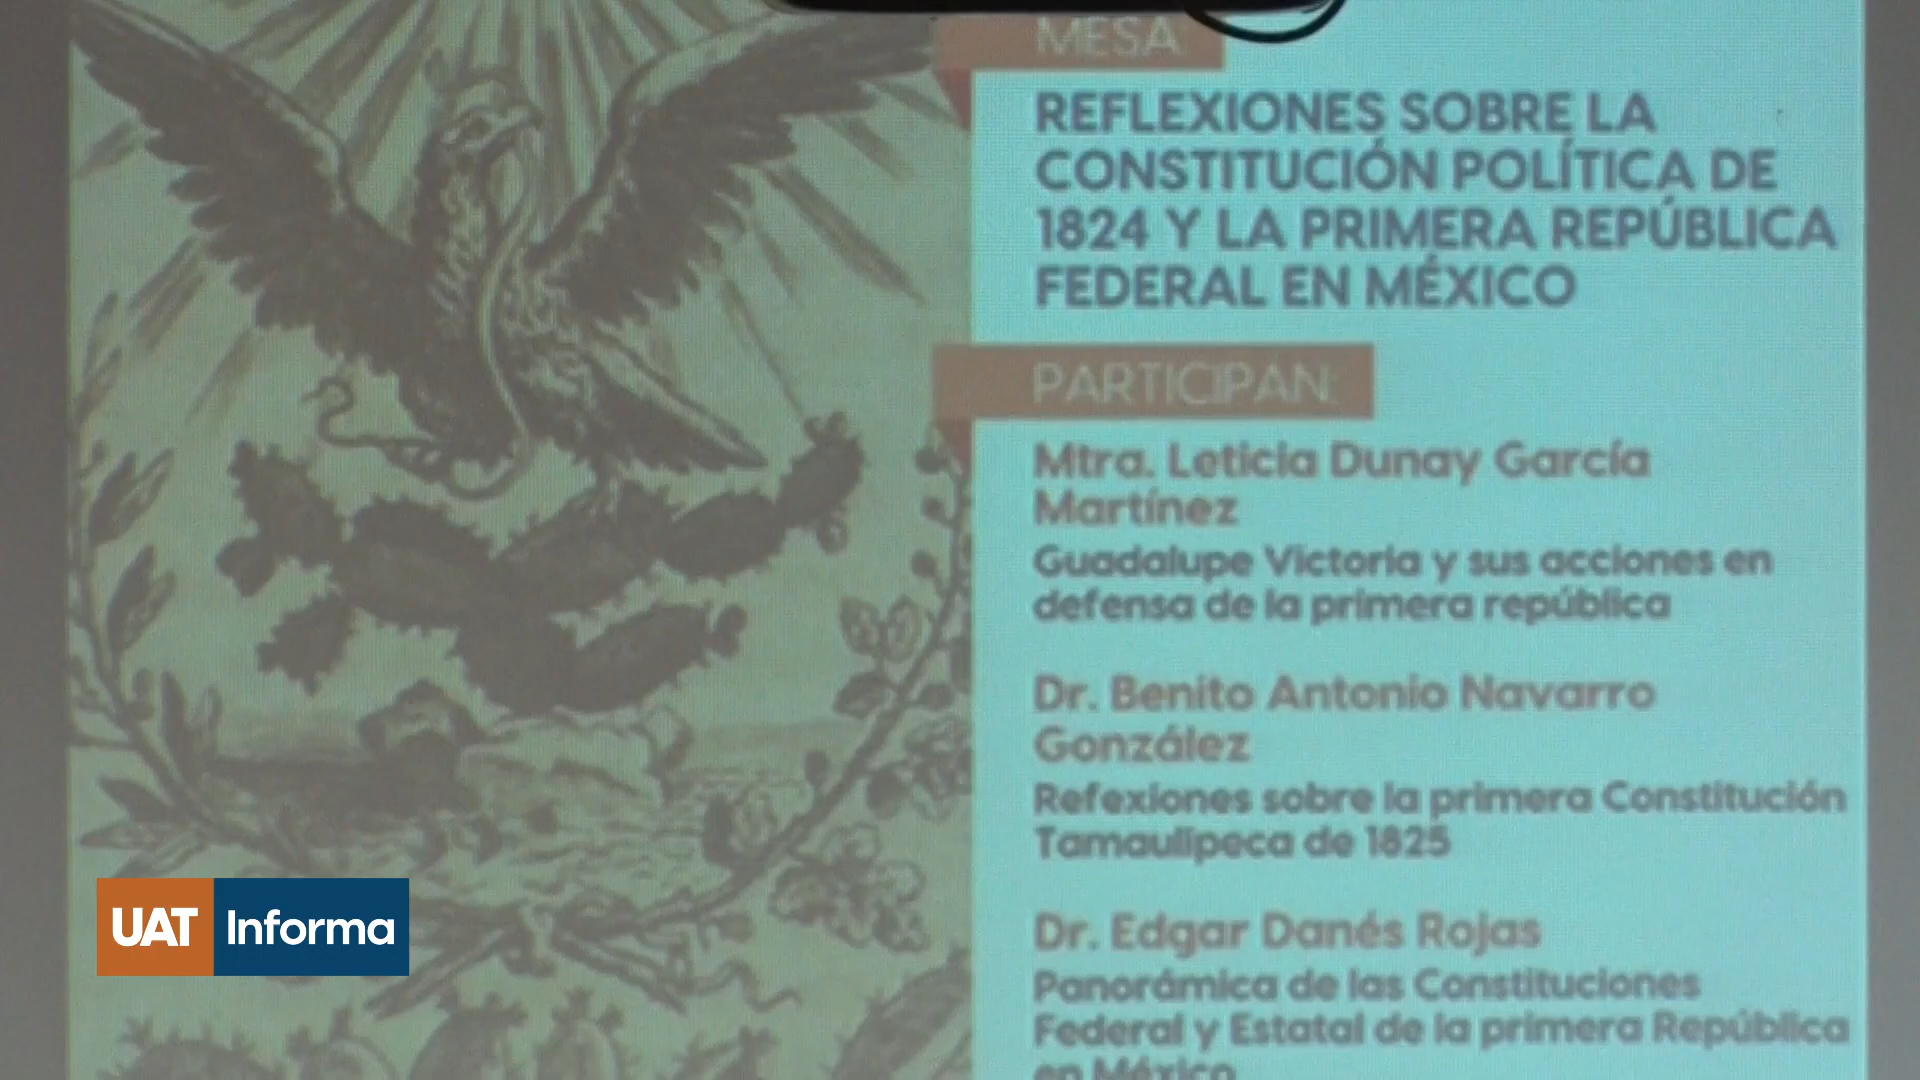 MESA
REFLEXIONES SOBRE LA
CONSTITUCIÓN POLÍTICA DE
1824 Y LA PRIMERA REPÚBLICA
FEDERAL EN MÉXICO
PARTICIPAN:
Mtra. Leticia Dunay García
Martínez
Guadalupe Victoria y sus acciones en
defensa de la primera república
Dr. Benito Antonio Navarro
González
Refexiones sobre la primera Constitución
Tamaulipeca de 1825
Dr. Edgar Danés Rojas
Panorámica de las Constituciones
Federal y Estatal de la primera República
en México
UAT Informa